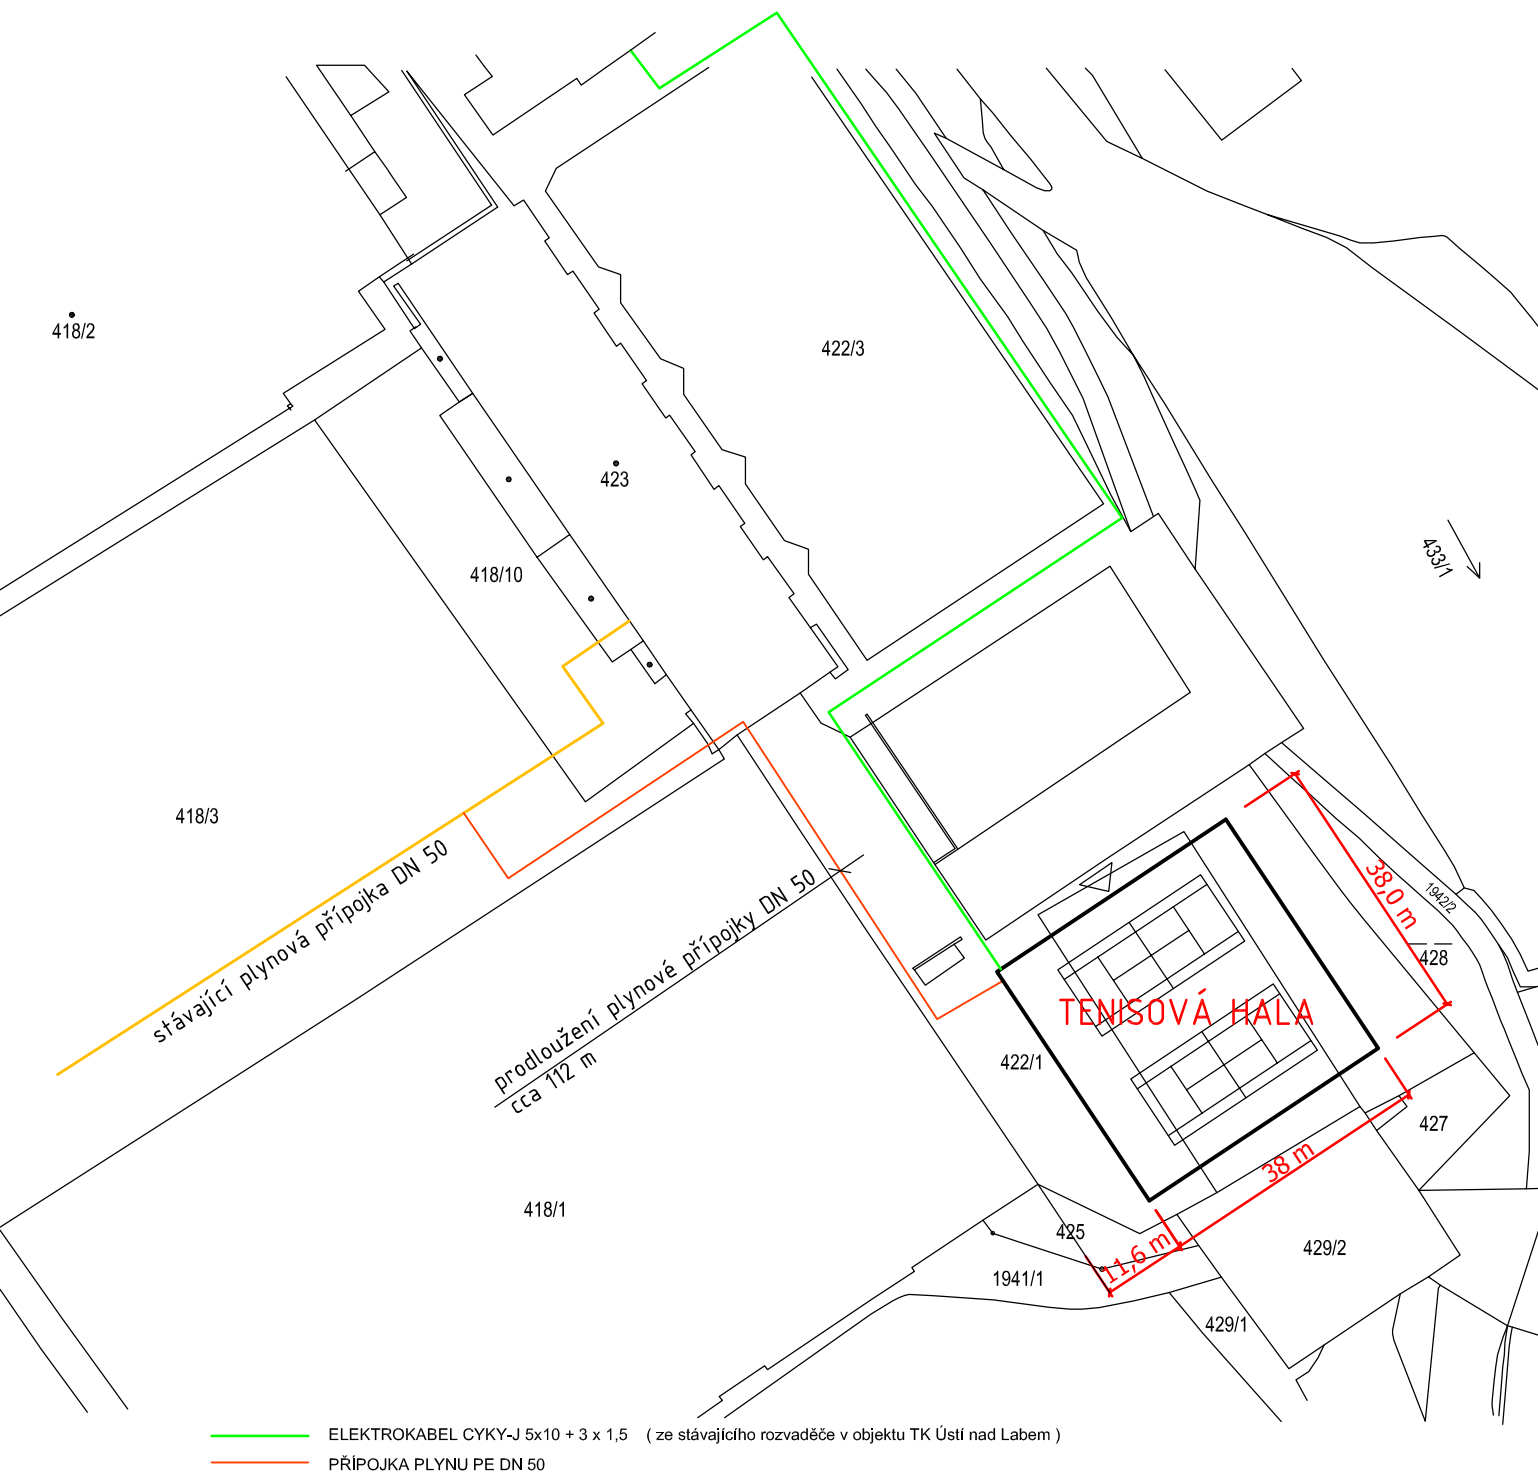 418/2
422/3
423
433/1
418/10
418/3
38,0 m
1942/2
428
stávající plynová přípojka DN 50
prodloužení plynové přípojky DN 50
cca 112 m
TENISOVÁ HALA
422/1
427
38 m
418/1
425
11,6 m
429/2
1941/1
429/1
ELEKTROKABEL CYKY-J 5x10 + 3 x 1,5 ( ze stávajícího rozvaděče v objektu TK Ústí nad Labem )
PŘÍPOJKA PLYNU PE DN 50